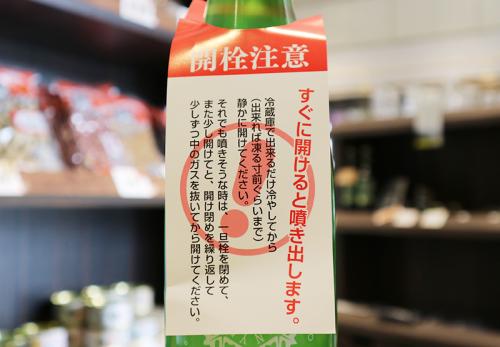 開栓注意
すぐに開けると噴き出します。
冷蔵庫で出来るだけ冷やしてから
(出来れば凍る寸前ぐらいまで)
静かに開けてください。
それでも噴きそうな時は、一旦栓を閉めて、
また少し開けてと、開け閉めを繰り返して
少しずつ中のガスを抜いてから開けてください。